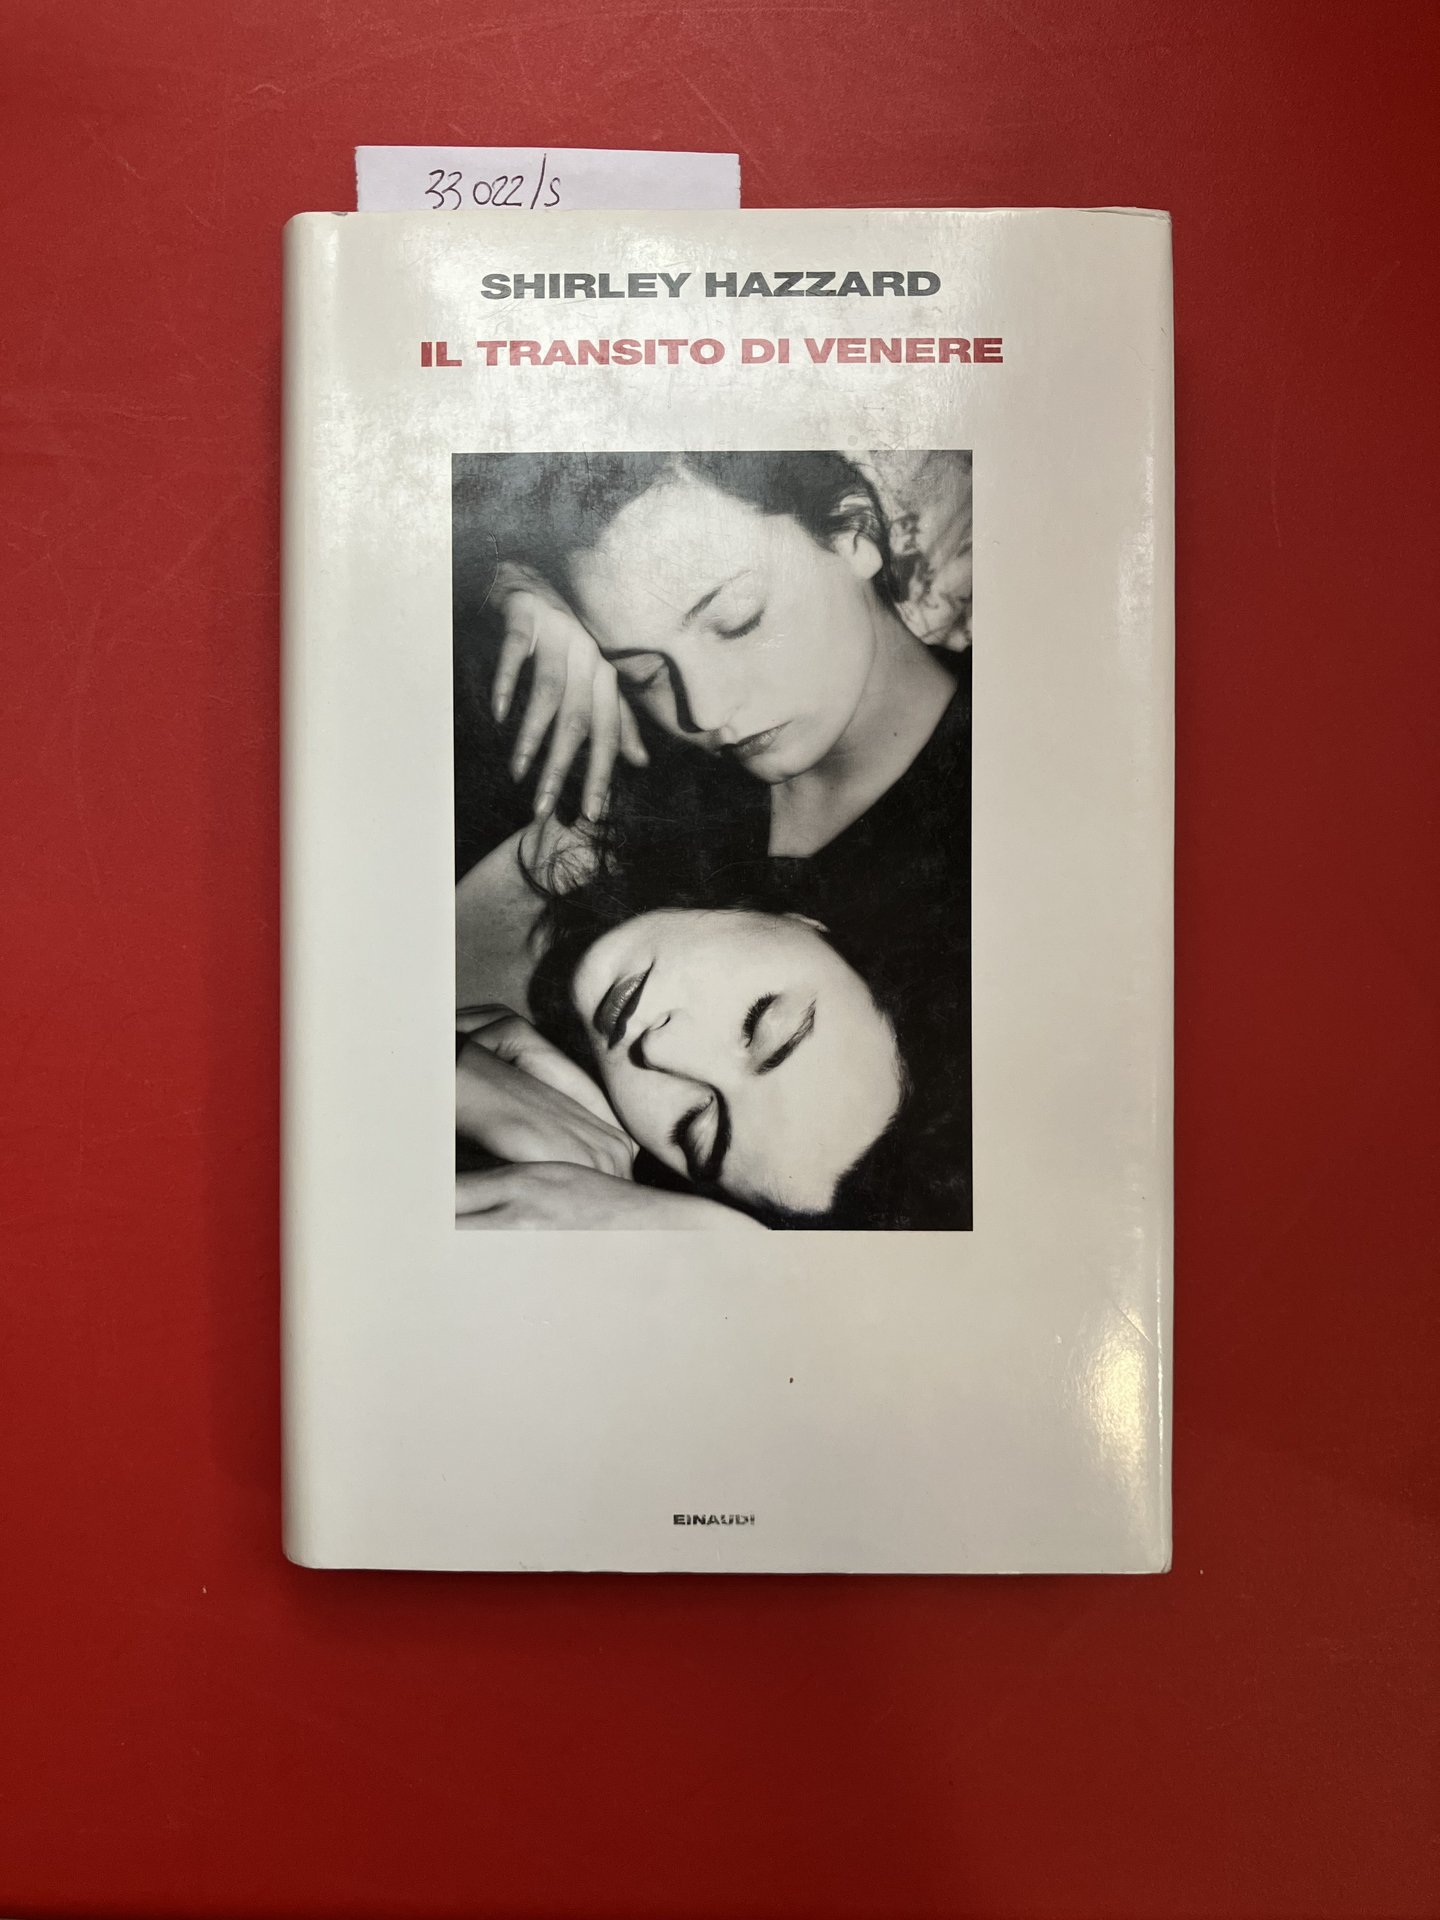 33022/s
SHIRLEY HAZZARD
IL TRANSITO DI VENERE
EINAUDI